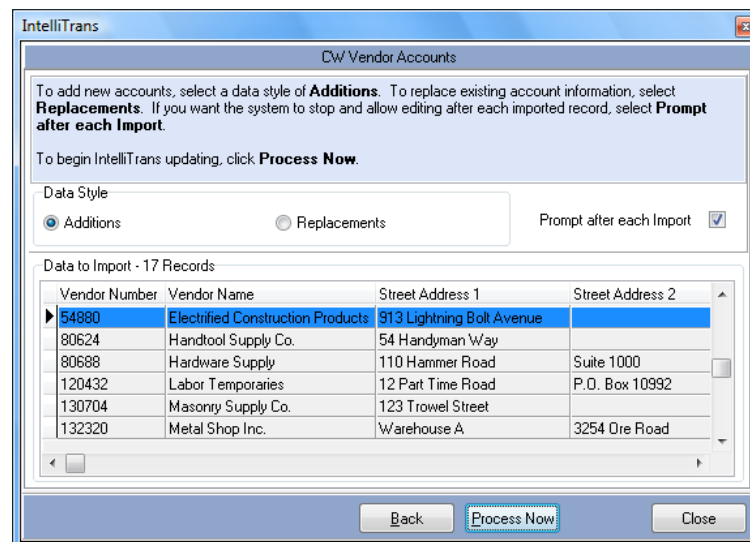 IntelliTrans
CW Vendor Accounts
To add new accounts, select a data style of Additions. To replace existing account information, select
Replacements. If you want the system to stop and allow editing after each imported record, select Prompt
after each Import.
To begin IntelliTrans updating, click Process Now.
Data Style
Additions Replacements Prompt after each Import
Data to Import - 17 Records
Vendor Number Vendor Name Street Address 1 Street Address 2
54880 Electrified Construction Products 913 Lightning Bolt Avenue
80624 Handtool Supply Co. 54 Handyman Way
80688 Hardware Supply 110 Hammer Road Suite 1000
120432 Labor Temporaries 12 Part Time Road P.O. Box 10992
130704 Masonry Supply Co. 123 Trowel Street
132320 Metal Shop Inc. Warehouse A 3254 Ore Road
Back Process Now Close